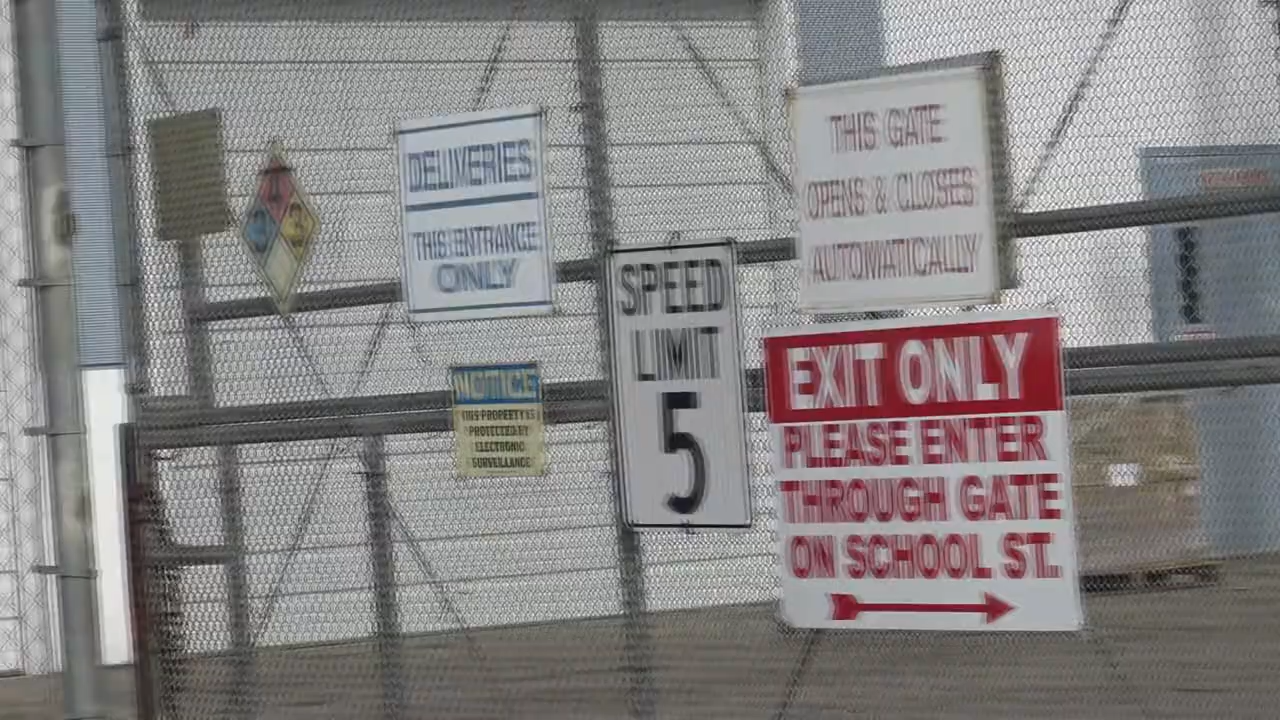 DELIVERIES
THIS ENTRANCE
ONLY
NOTICE
THIS PROPERTY IS
PROTECTED BY
ELECTRONIC
SURVEILLANCE
SPEED
LIMIT
5
THIS GATE
OPENS & CLOSES
AUTOMATICALLY
EXIT ONLY
PLEASE ENTER
THROUGH GATE
ON SCHOOL ST.